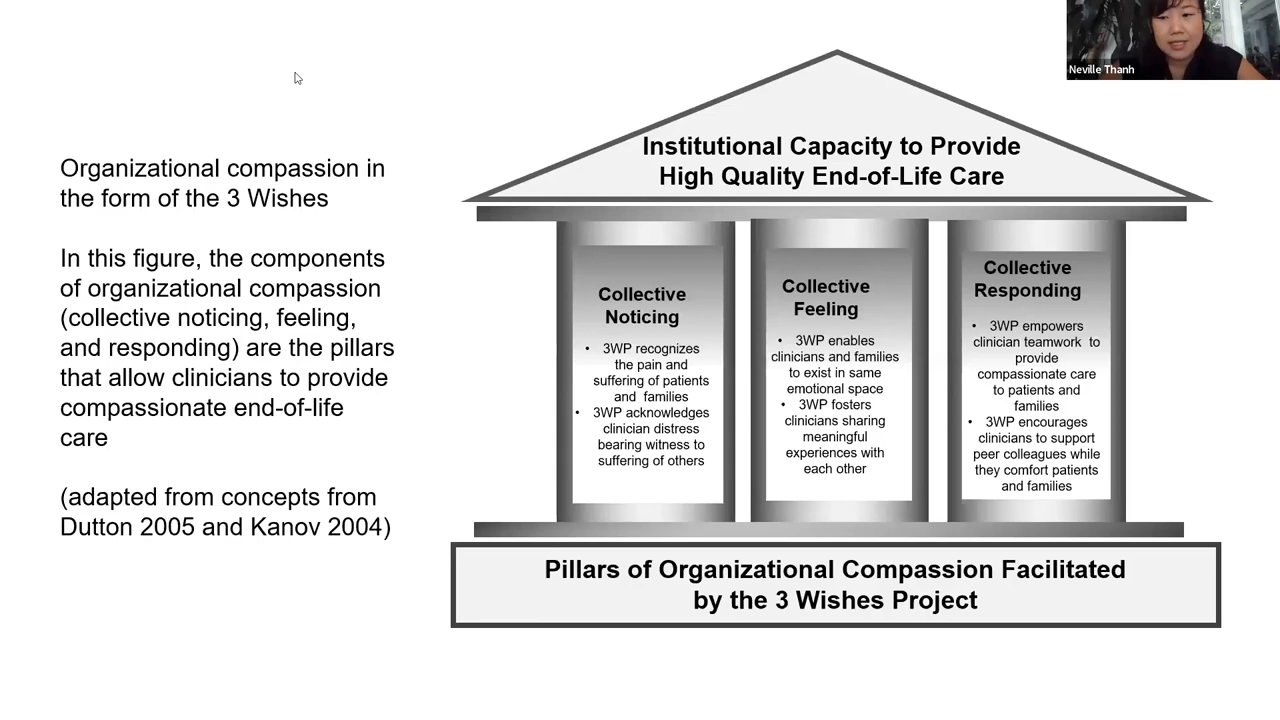 Neville Thanh
Organizational compassion in
the form of the 3 Wishes
In this figure, the components
of organizational compassion
(collective noticing, feeling,
and responding) are the pillars
that allow clinicians to provide
compassionate end-of-life
care
(adapted from concepts from
Dutton 2005 and Kanov 2004)
Institutional Capacity to Provide
High Quality End-of-Life Care
Collective
Noticing
• 3WP recognizes
the pain and
suffering of patients
and families
• 3WP acknowledges
clinician distress
bearing witness to
suffering of others
Collective
Feeling
• 3WP enables
clinicians and families
to exist in same
emotional space
• 3WP fosters
clinicians sharing
meaningful
experiences with
each other
Collective
Responding
• 3WP empowers
clinician teamwork to
provide
compassionate care
to patients and
families
• 3WP encourages
clinicians to support
peer colleagues while
they comfort patients
and families
Pillars of Organizational Compassion Facilitated
by the 3 Wishes Project